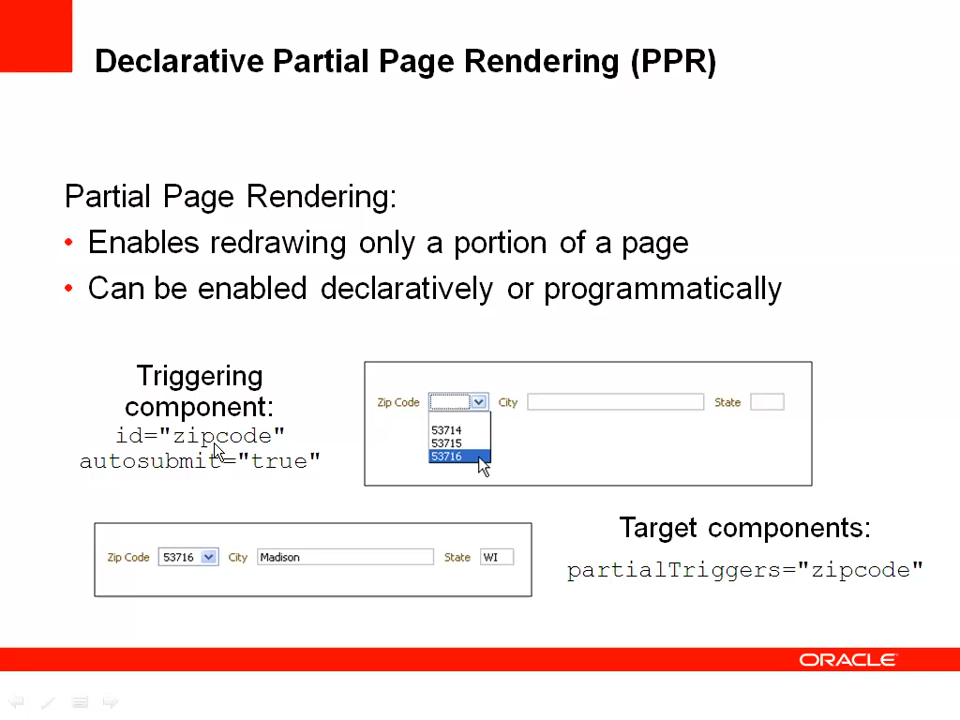 Declarative Partial Page Rendering (PPR)
Partial Page Rendering:
• Enables redrawing only a portion of a page
• Can be enabled declaratively or programmatically
Triggering
component:
id="zipcode"
autosubmit="true"
Zip Code City State
53714
53715
53716
Zip Code 53716 City Madison State WI
Target components:
partialTriggers="zipcode"
ORACLE